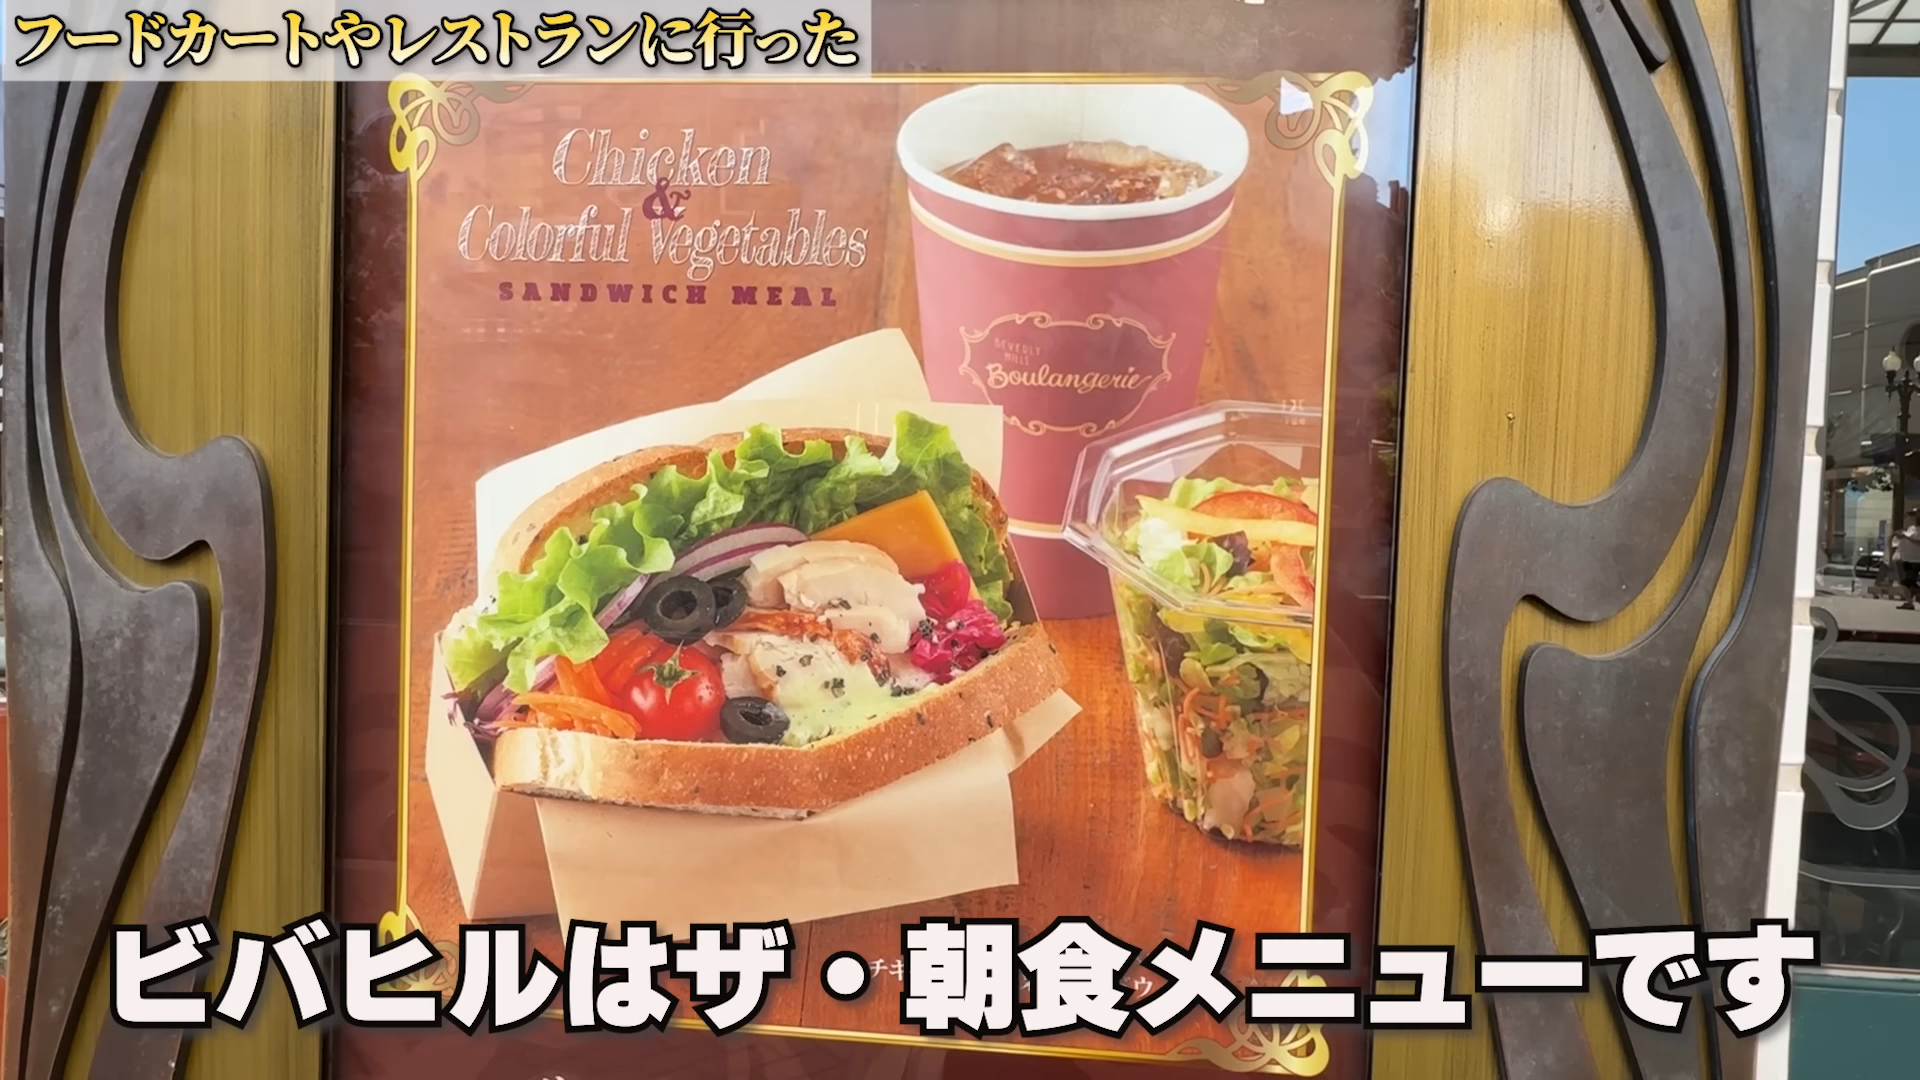 フードカートやレストランに行った
Chicken
&
Colorful Vegetables
SANDWICH MEAL
BEVERLY
HILLS
Boulangerie
ビバヒルはザ・朝食メニューです